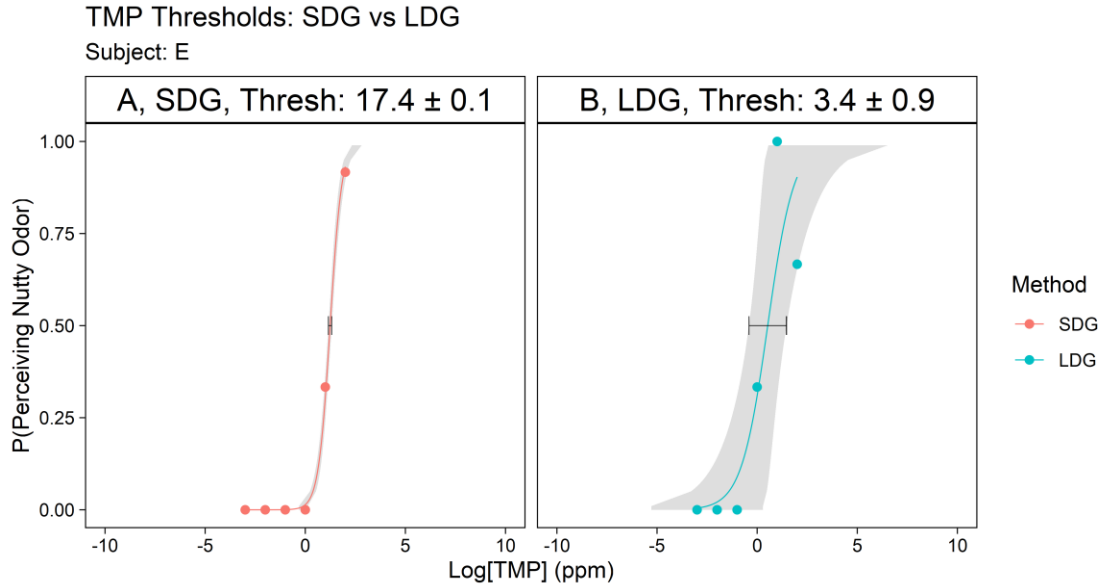 TMP Thresholds: SDG vs LDG
Subject: E
A, SDG, Thresh: 17.4 ± 0.1
B, LDG, Thresh: 3.4 ± 0.9
P(Perceiving Nutty Odor)
1.00
0.75
0.50
0.25
0.00
-10 -5 0 5 10
-10 -5 0 5 10
Log[TMP] (ppm)
Method
SDG
LDG